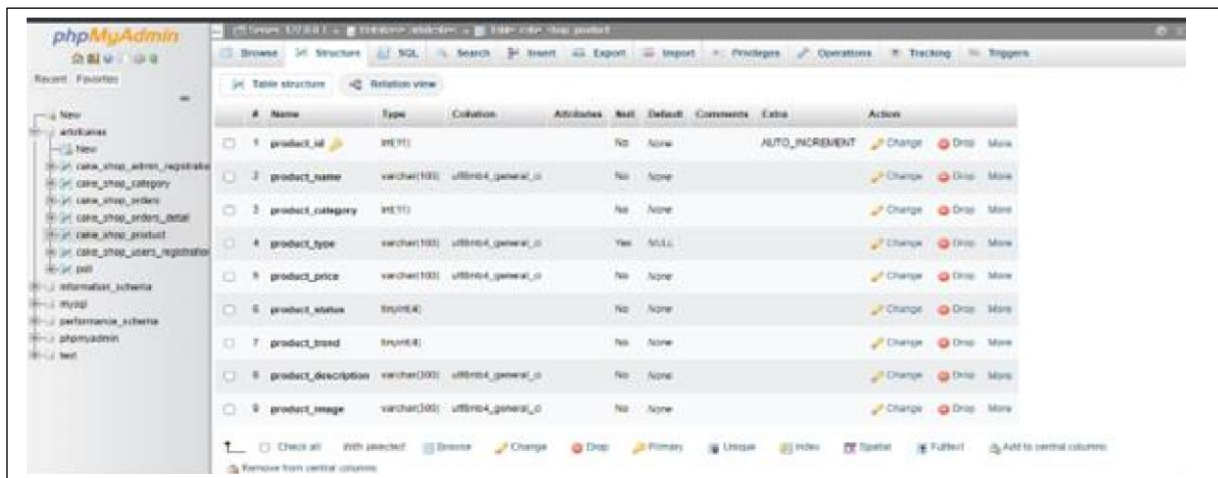 phpMyAdmin
Recent Favorites
New
New
cake_shop_admin_registration
cake_shop_category
cake_shop_orders
cake_shop_orders_detail
cake_shop_product
cake_shop_users_registration
poll
information_schema
mysql
performance_schema
phpmyadmin
test
Browse Structure SQL Search Insert Export Import Privileges Operations Tracking Triggers
Table structure Relation view
# Name Type Collation Attributes Null Default Comments Extra Action
1 product_id int(11) No None AUTO_INCREMENT Change Drop More
2 product_name varchar(100) utf8mb4_general_ci No None Change Drop More
3 product_category int(11) No None Change Drop More
4 product_type varchar(100) utf8mb4_general_ci Yes NULL Change Drop More
5 product_price varchar(100) utf8mb4_general_ci No None Change Drop More
6 product_status tinyint(4) No None Change Drop More
7 product_trend tinyint(4) No None Change Drop More
8 product_description varchar(300) utf8mb4_general_ci No None Change Drop More
9 product_image varchar(300) utf8mb4_general_ci No None Change Drop More
Check all With selected: Browse Change Drop Primary Unique Index Spatial Fulltext Add to central columns
Remove from central columns